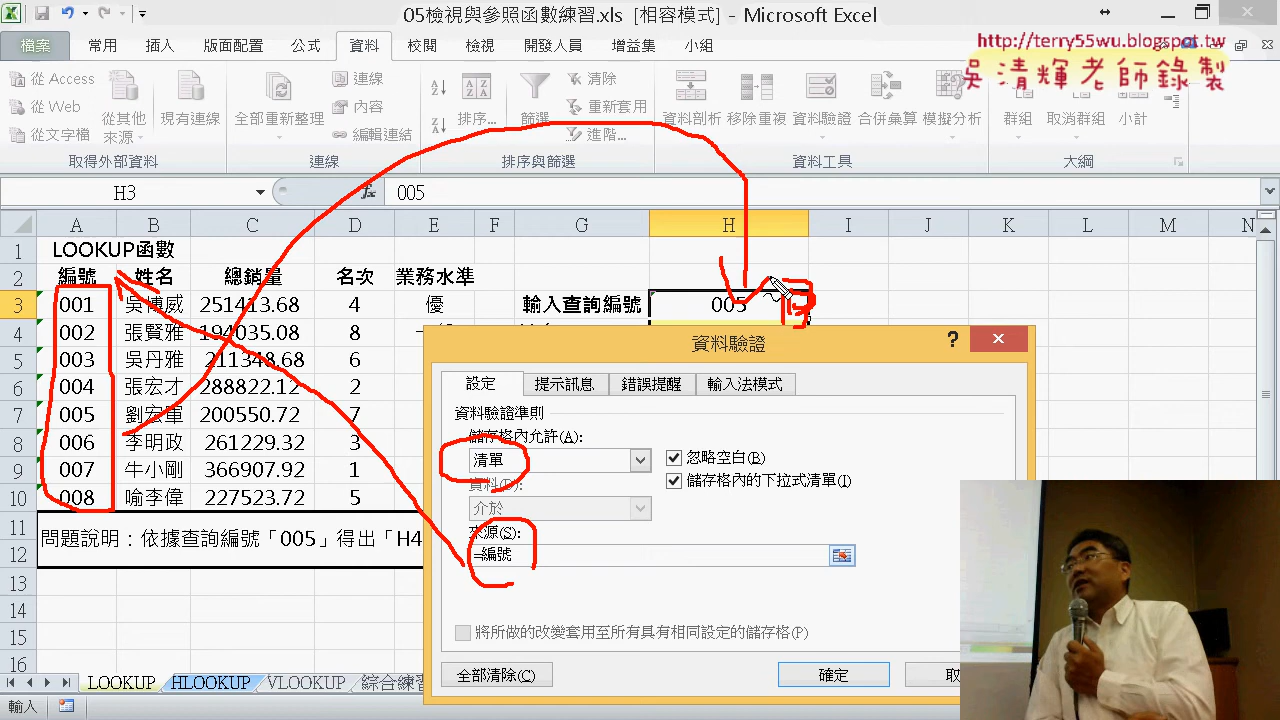 05檢視與參照函數練習.xls [相容模式] - Microsoft Excel
檔案 常用 插入 版面配置 公式 資料 校閱 檢視 開發人員 增益集 小組
http://terry55wu.blogspot.tw
吳清輝老師錄製
從 Access
從 Web
從文字檔
從其他來源
現有連線
取得外部資料
全部重新整理
連線
內容
編輯連結
連線
排序...
篩選
清除
重新套用
進階...
排序與篩選
資料剖析 移除重複 資料驗證 合併彙算 模擬分析
資料工具
群組 取消群組 小計
大綱
H3 fx 005
A B C D E F G H I J K L M N
1 LOOKUP函數
2 編號 姓名 總銷量 名次 業務水準
3 001 吳博威 251413.68 4 優 輸入查詢編號 005
4 002 張賢雅 194035.08 8
5 003 吳丹雅 211348.68 6
6 004 張宏才 288822.12 2
7 005 劉宏軍 200550.72 7
8 006 李明政 261229.32 3
9 007 牛小剛 366907.92 1
10 008 喻李偉 227523.72 5
11
12
問題說明：依據查詢編號「005」得出「H4
13
14
15
16
資料驗證
設定 提示訊息 錯誤提醒 輸入法模式
資料驗證準則
儲存格內允許(A):
清單
忽略空白(B)
儲存格內的下拉式清單(I)
資料(D):
介於
來源(S):
=編號
將所做的改變套用至所有具有相同設定的儲存格(P)
全部清除(C) 確定 取
LOOKUP HLOOKUP VLOOKUP 綜合練習
輸入